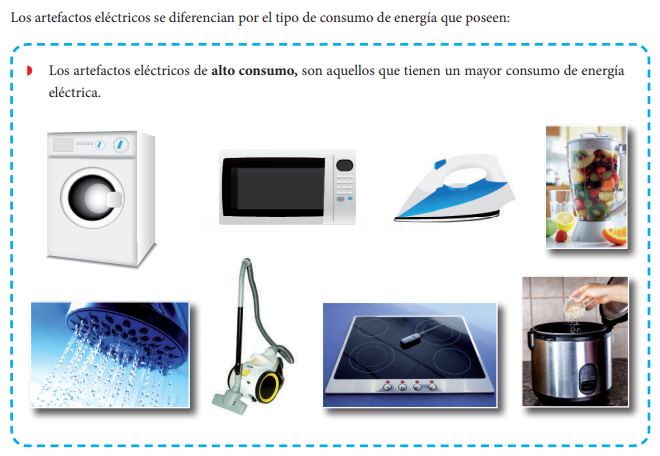 Los artefactos eléctricos se diferencian por el tipo de consumo de energía que poseen:
Los artefactos eléctricos de alto consumo, son aquellos que tienen un mayor consumo de energía
eléctrica.